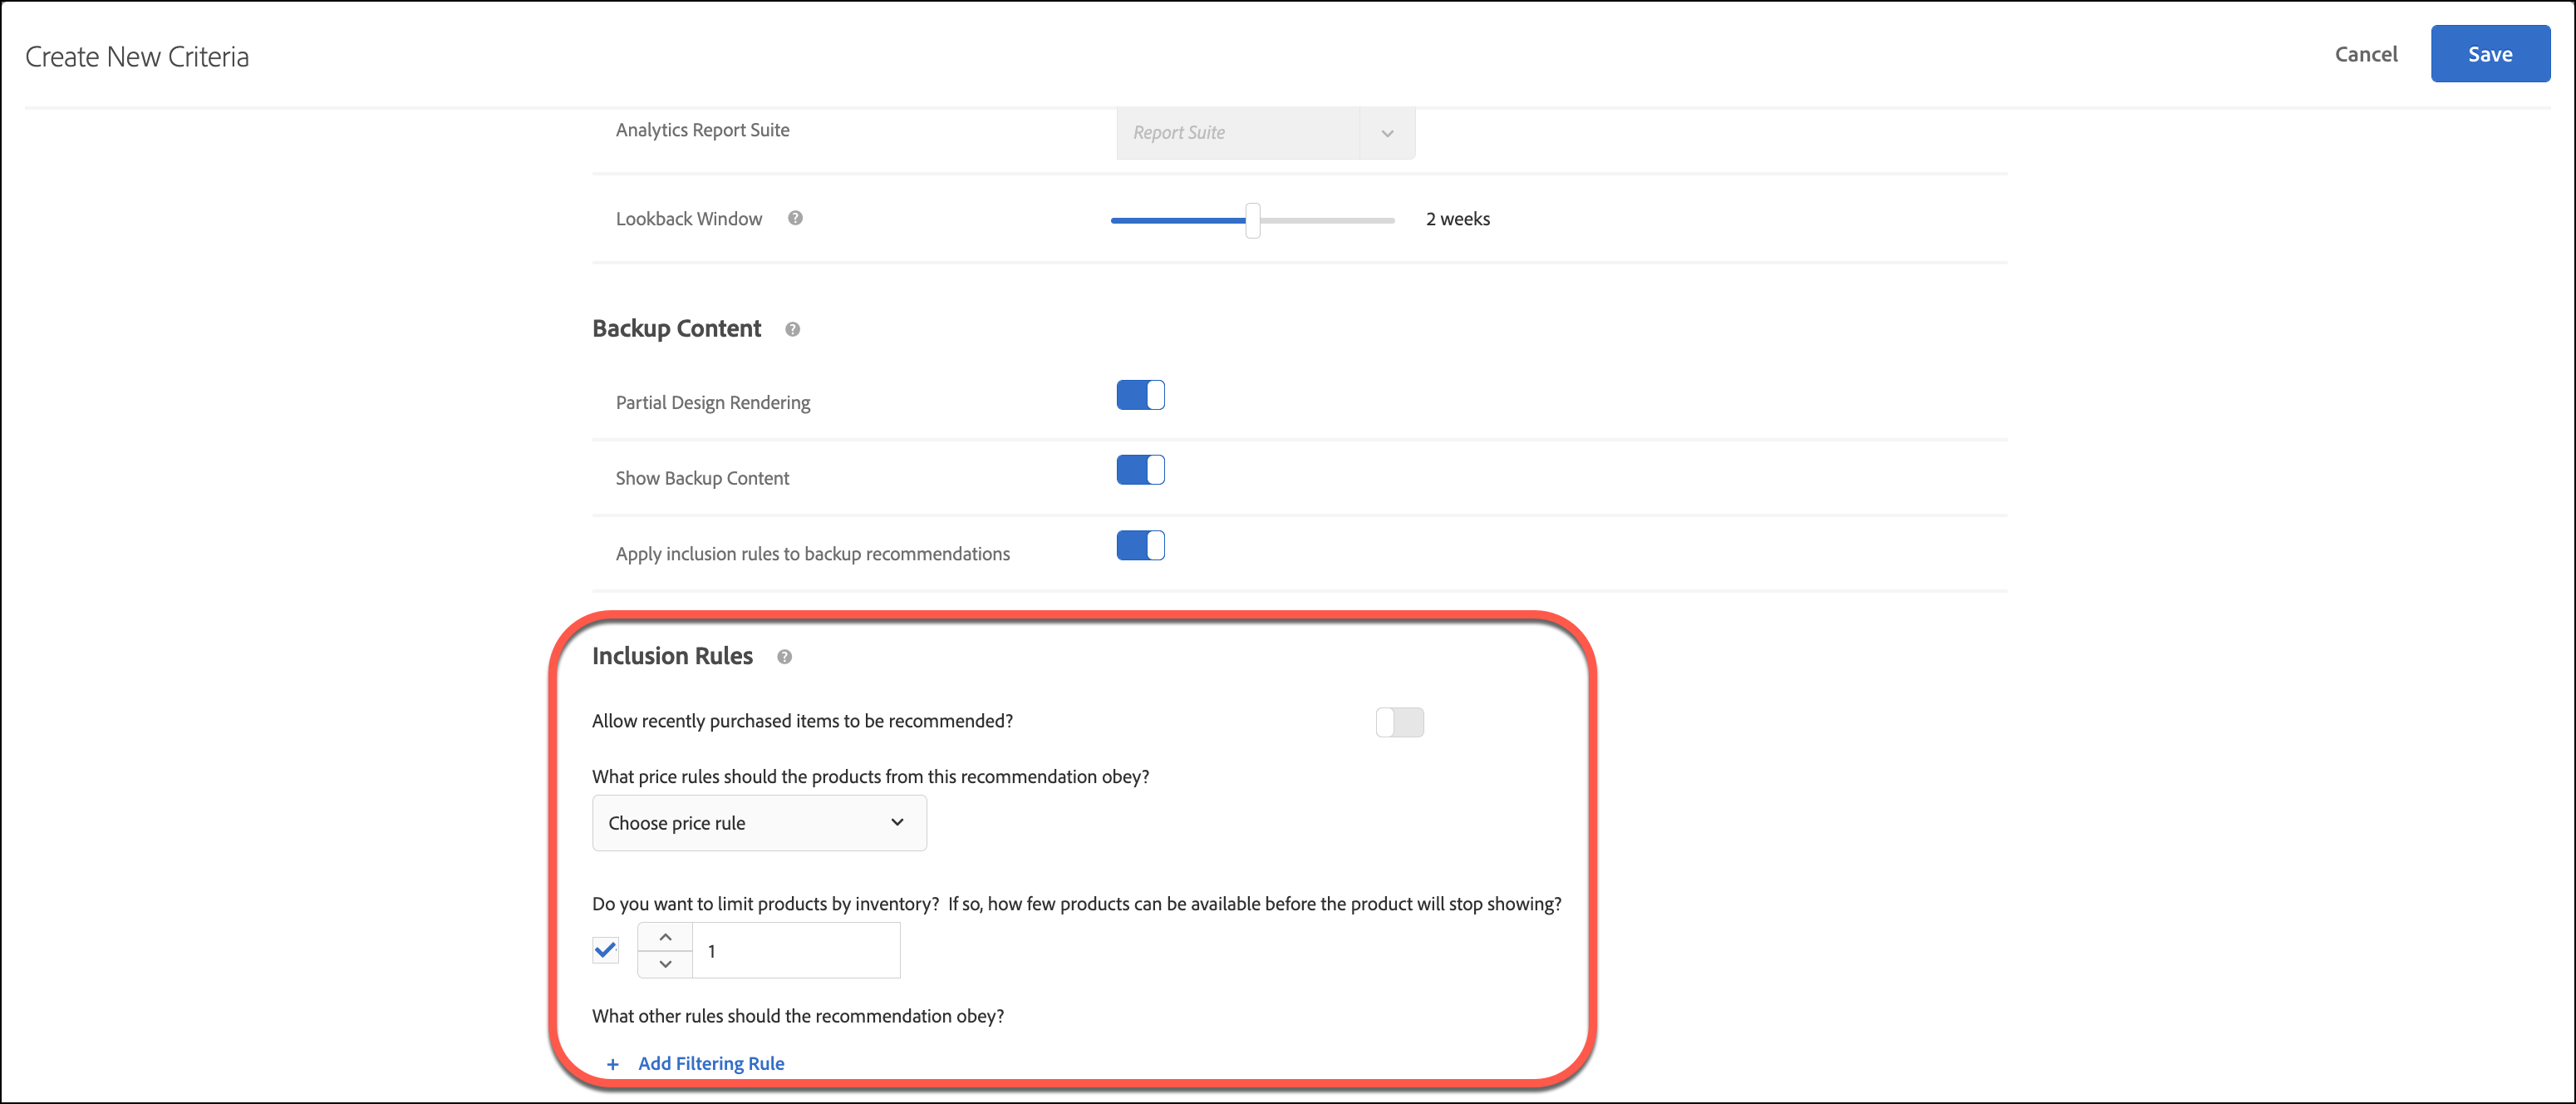 Create New Criteria
Cancel
Save
Analytics Report Suite
Report Suite
Lookback Window
?
2 weeks
Backup Content
?
Partial Design Rendering
Show Backup Content
Apply inclusion rules to backup recommendations
Inclusion Rules
?
Allow recently purchased items to be recommended?
What price rules should the products from this recommendation obey?
Choose price rule
Do you want to limit products by inventory? If so, how few products can be available before the product will stop showing?
1
What other rules should the recommendation obey?
+ Add Filtering Rule